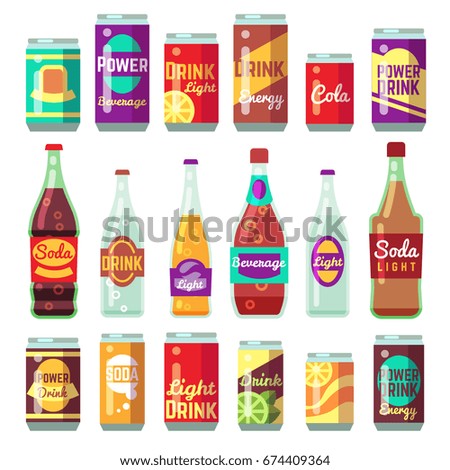 POWER
Beverage
DRINK
Light
DRINK
Energy
Cola
POWER
DRINK
Soda
DRINK
Light
Beverage
Light
Soda
LIGHT
POWER
Drink
SODA
Light
DRINK
Drink
POWER
DRINK
Energy
shutterstock
www.shutterstock.com · 674409364